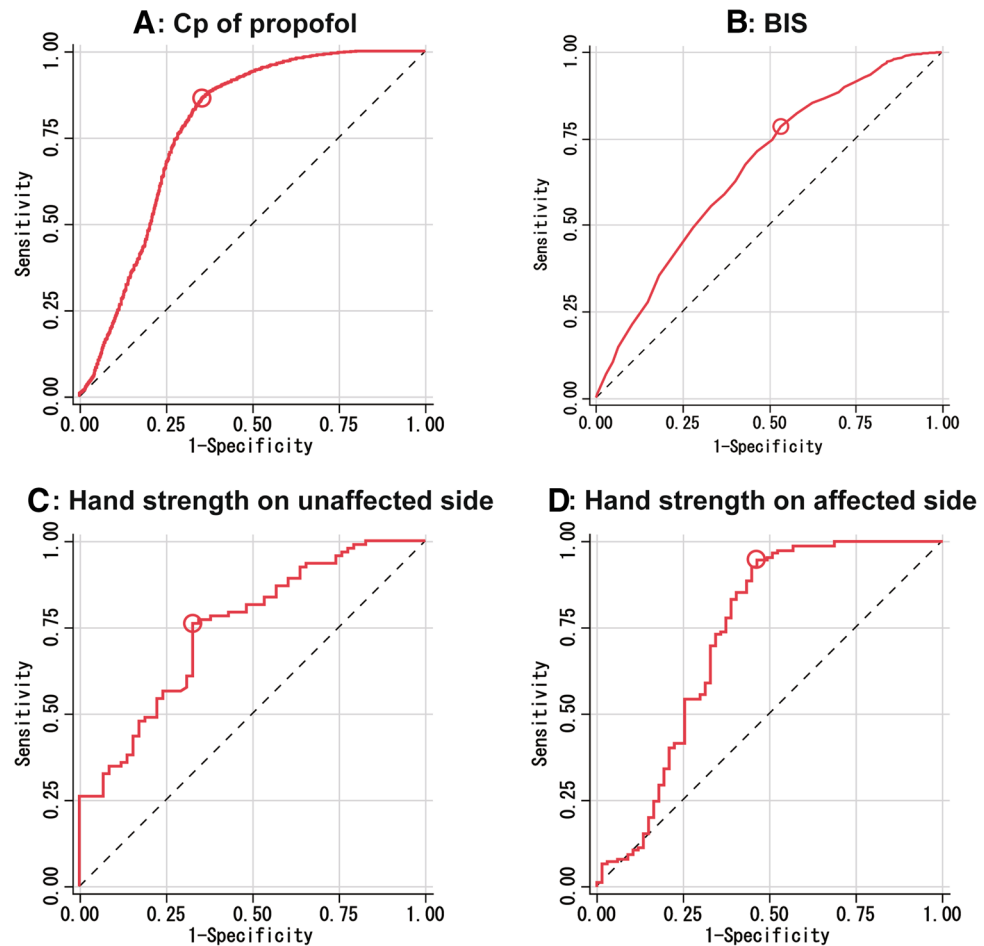 A: Cp of propofol
1.00
0.75
0.50
0.25
0.00
Sensitivity
0.00 0.25 0.50 0.75 1.00
1-Specificity
B: BIS
1.00
0.75
0.50
0.25
0.00
Sensitivity
0.00 0.25 0.50 0.75 1.00
1-Specificity
C: Hand strength on unaffected side
1.00
0.75
0.50
0.25
0.00
Sensitivity
0.00 0.25 0.50 0.75 1.00
1-Specificity
D: Hand strength on affected side
1.00
0.75
0.50
0.25
0.00
Sensitivity
0.00 0.25 0.50 0.75 1.00
1-Specificity